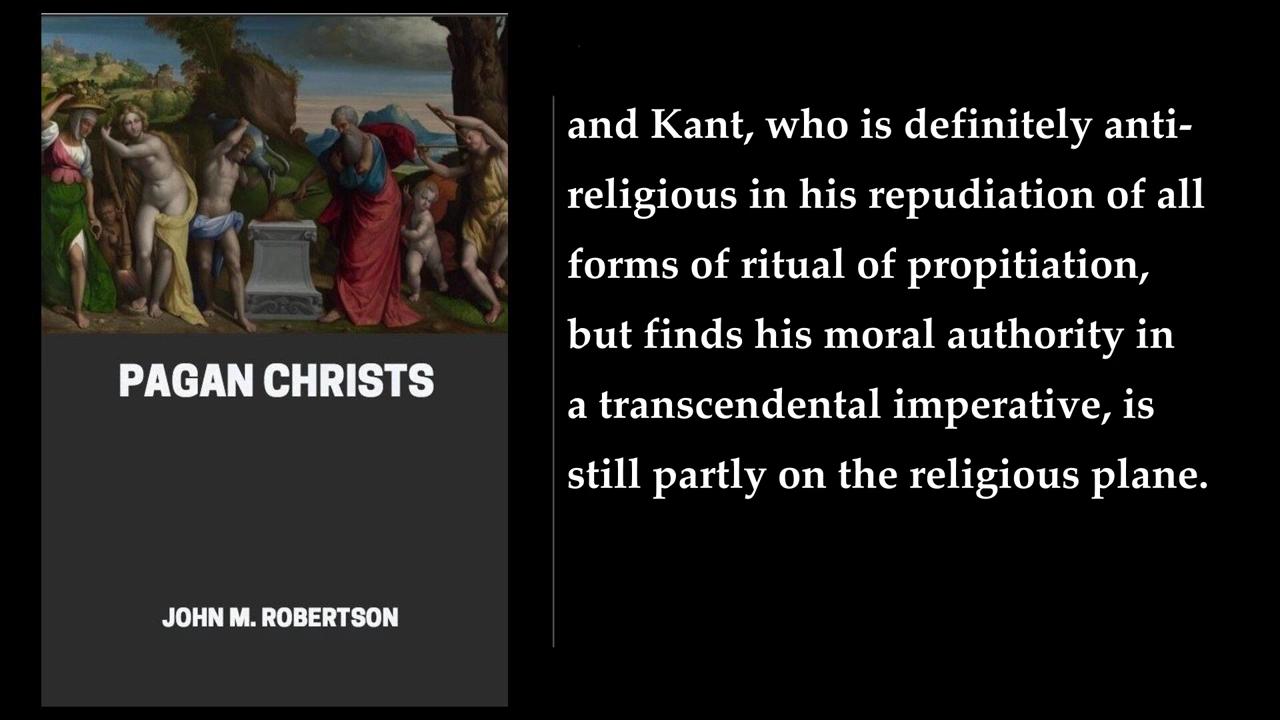 PAGAN CHRISTS
JOHN M. ROBERTSON
and Kant, who is definitely anti-
religious in his repudiation of all
forms of ritual of propitiation,
but finds his moral authority in
a transcendental imperative, is
still partly on the religious plane.